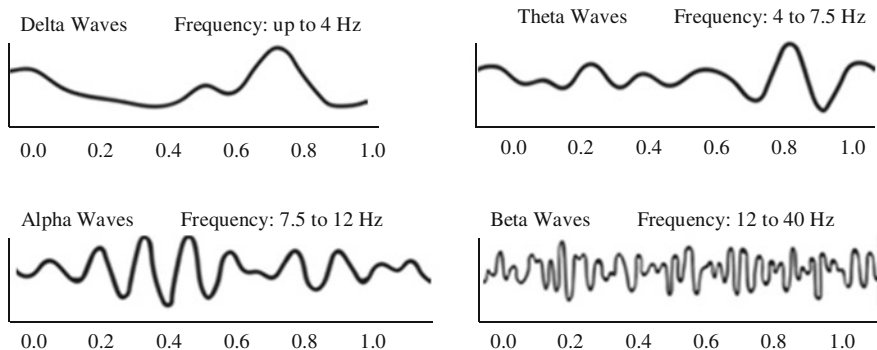 Delta Waves Frequency: up to 4 Hz
0.0 0.2 0.4 0.6 0.8 1.0
Theta Waves Frequency: 4 to 7.5 Hz
0.0 0.2 0.4 0.6 0.8 1.0
Alpha Waves Frequency: 7.5 to 12 Hz
0.0 0.2 0.4 0.6 0.8 1.0
Beta Waves Frequency: 12 to 40 Hz
0.0 0.2 0.4 0.6 0.8 1.0